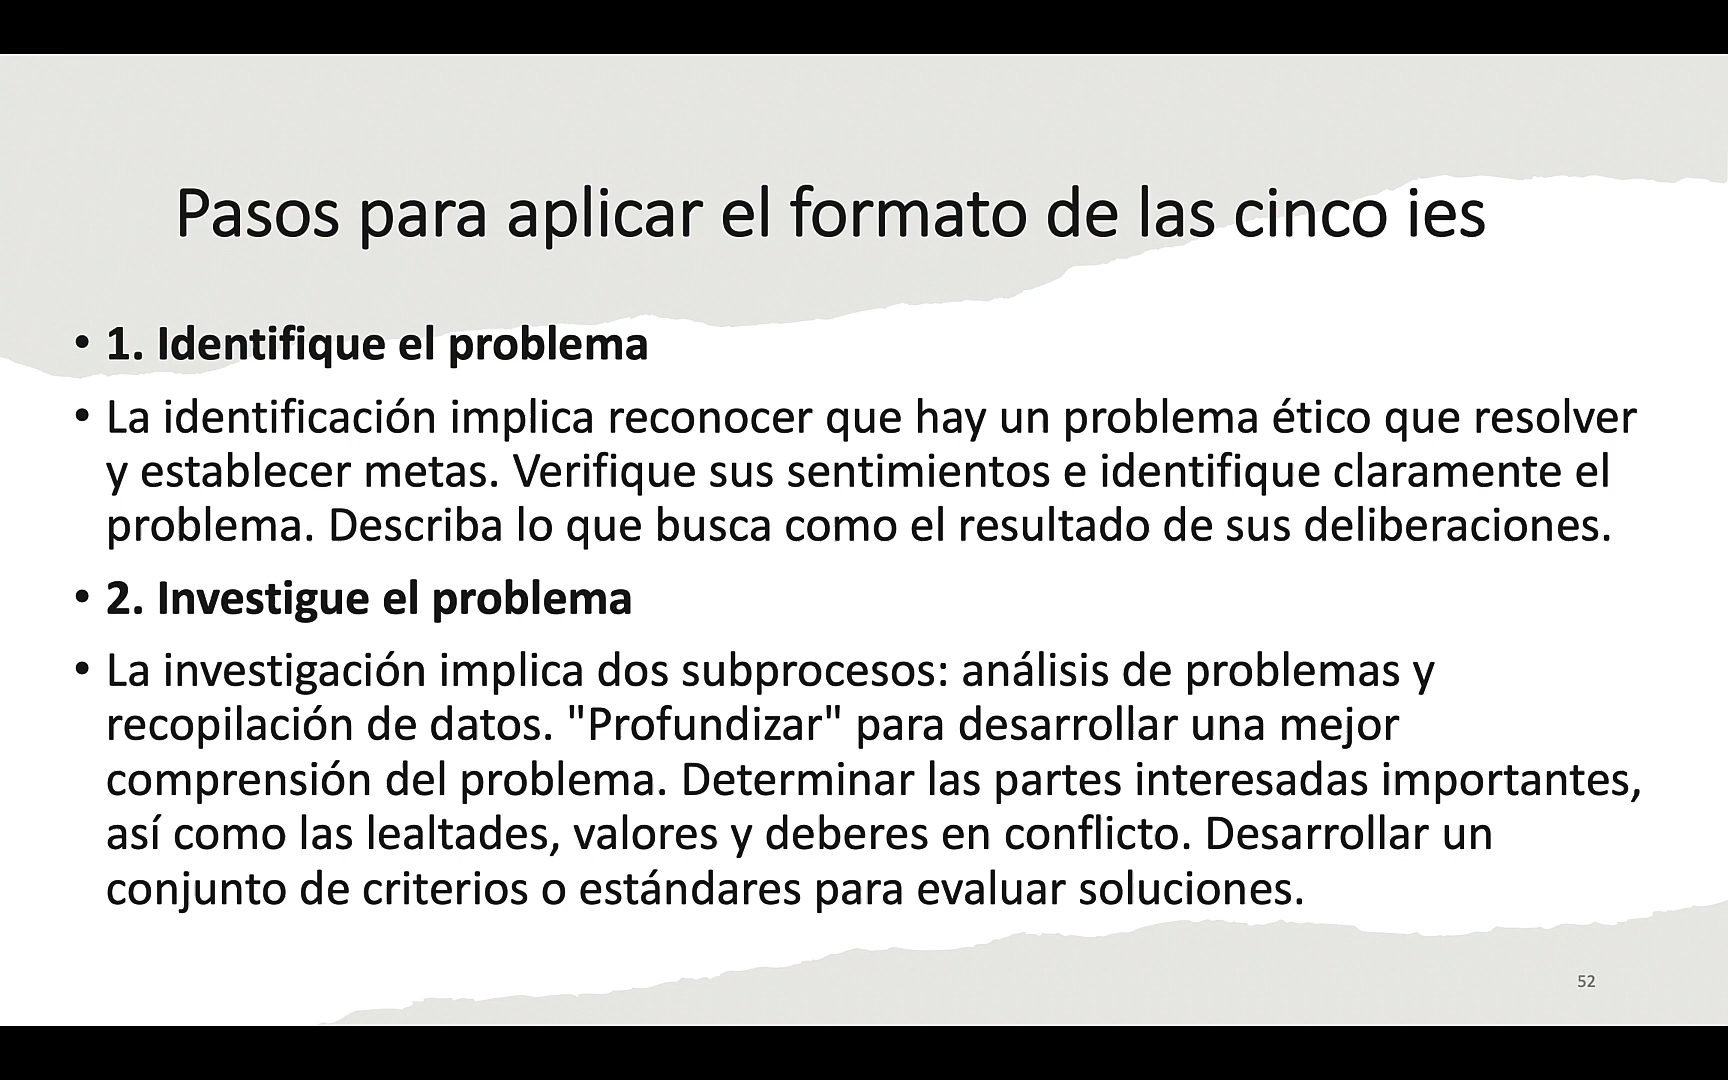 Pasos para aplicar el formato de las cinco ies
• 1. Identifique el problema
• La identificación implica reconocer que hay un problema ético que resolver
y establecer metas. Verifique sus sentimientos e identifique claramente el
problema. Describa lo que busca como el resultado de sus deliberaciones.
• 2. Investigue el problema
• La investigación implica dos subprocesos: análisis de problemas y
recopilación de datos. "Profundizar" para desarrollar una mejor
comprensión del problema. Determinar las partes interesadas importantes,
así como las lealtades, valores y deberes en conflicto. Desarrollar un
conjunto de criterios o estándares para evaluar soluciones.
52